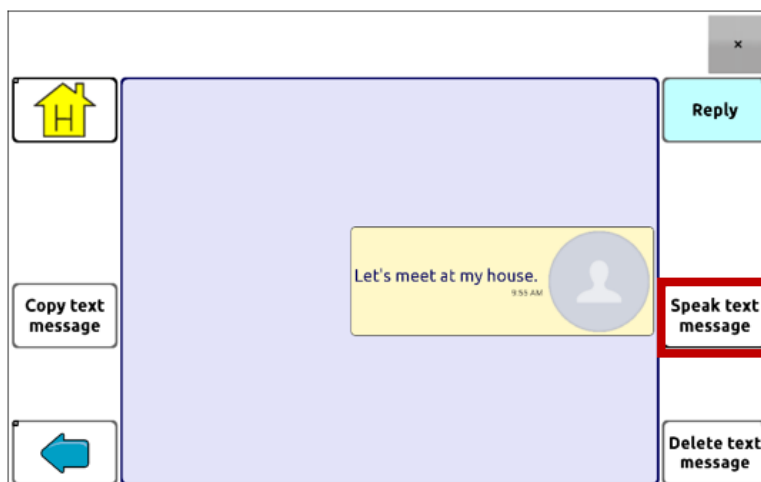 ×
H
Reply
Let's meet at my house.
9:55 AM
Copy text
message
Speak text
message
Delete text
message